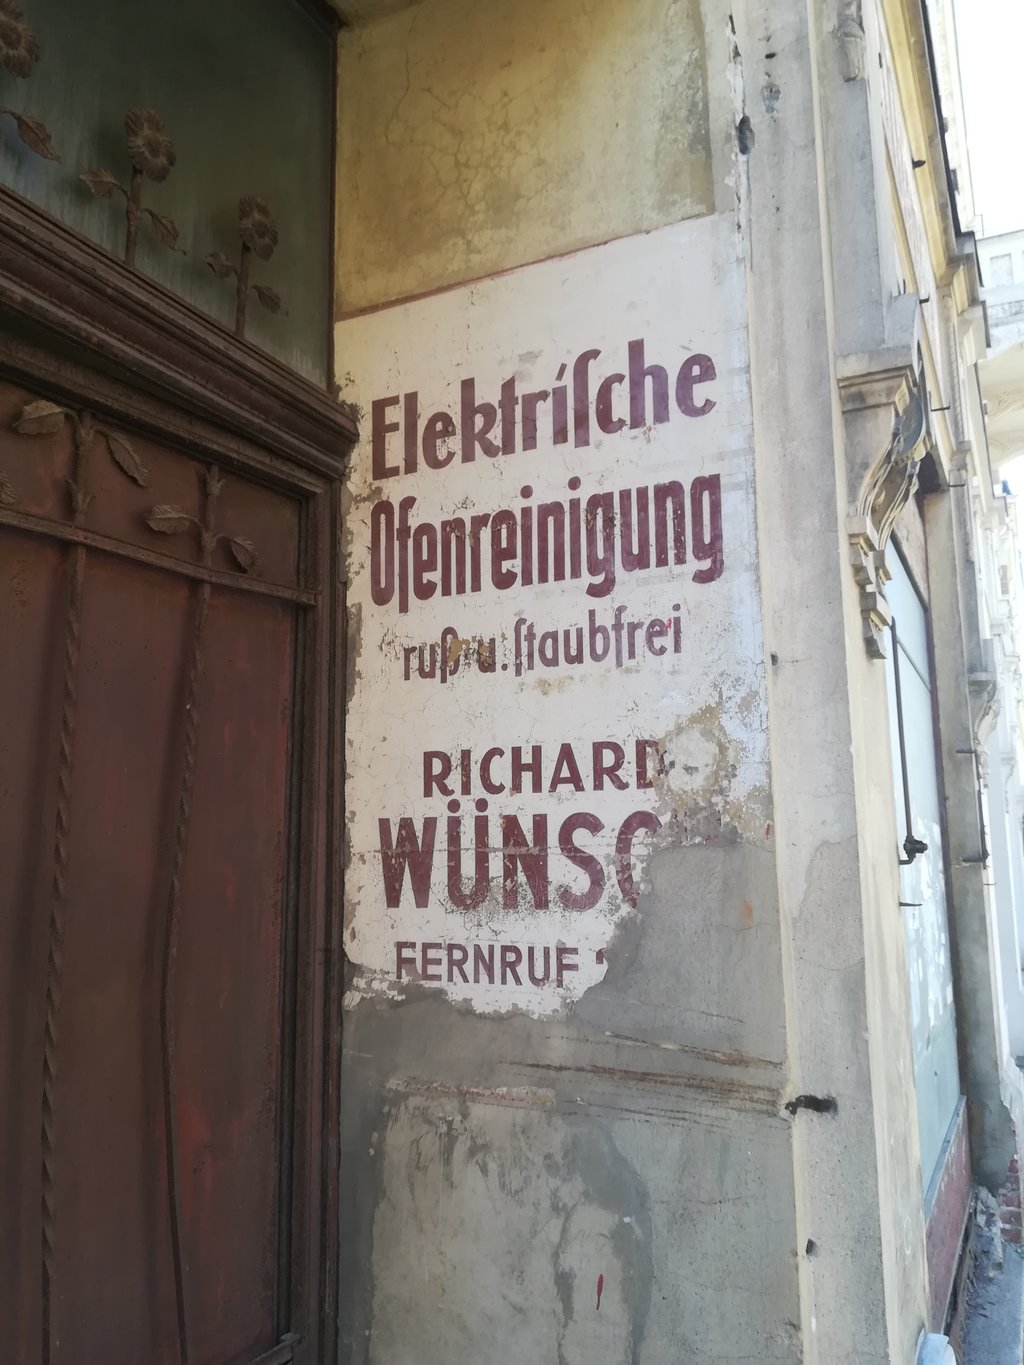 Elektriſche
Ofenreinigung
ruß u. ſtaubfrei
RICHARD
WÜNSC
FERNRUF